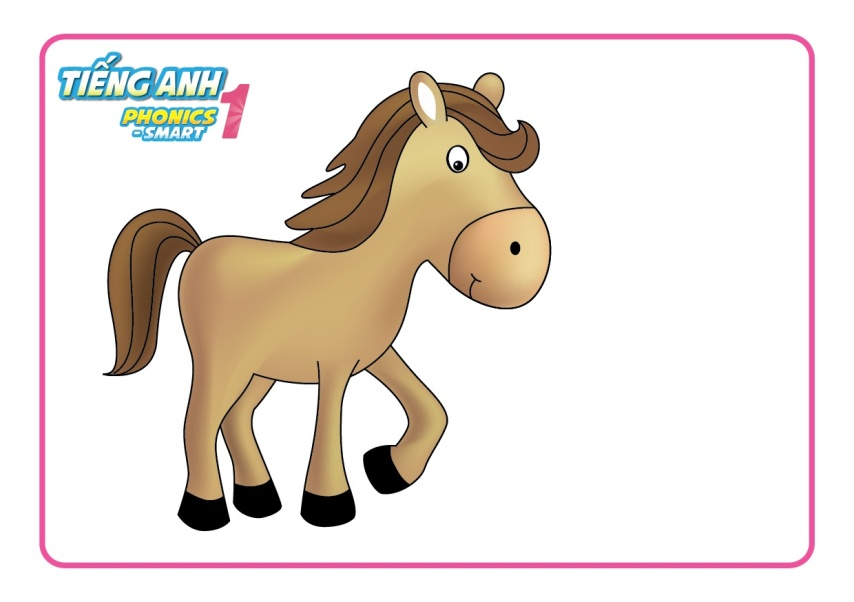 TIẾNG ANH
PHONICS 1
-SMART